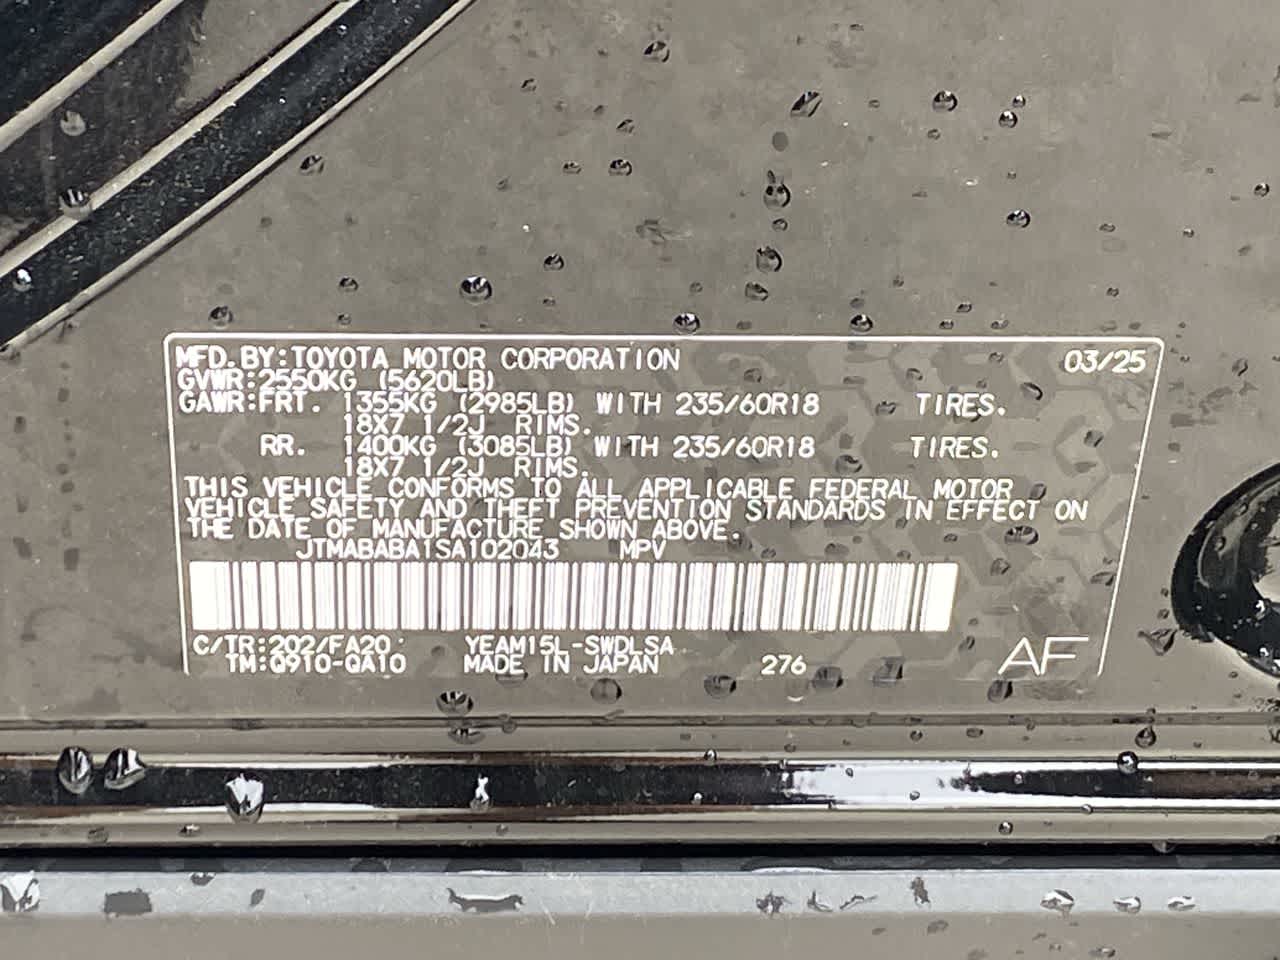 MFD. BY: TOYOTA MOTOR CORPORATION 03/25
GVWR: 2550KG (5620LB)
GAWR: FRT. 1355KG (2985LB) WITH 235/60R18 TIRES.
18X7 1/2J RIMS.
RR. 1400KG (3085LB) WITH 235/60R18 TIRES.
18X7 1/2J RIMS.
THIS VEHICLE CONFORMS TO ALL APPLICABLE FEDERAL MOTOR
VEHICLE SAFETY AND THEFT PREVENTION STANDARDS IN EFFECT ON
THE DATE OF MANUFACTURE SHOWN ABOVE.
JTMABABA1SA102043 MPV
C/TR: 202/FA20 YEAM15L-SWDLSA
TM: Q910-QA10 MADE IN JAPAN 276 AF